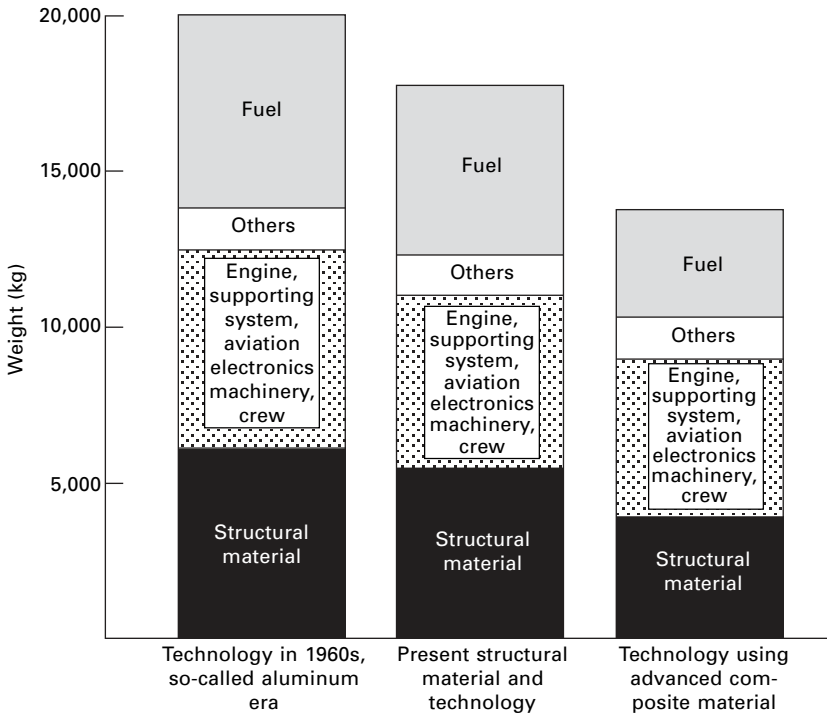 Weight (kg)
20,000
15,000
10,000
5,000
Fuel
Others
Engine,
supporting
system,
aviation
electronics
machinery,
crew
Structural
material
Technology in 1960s,
so-called aluminum
era
Fuel
Others
Engine,
supporting
system,
aviation
electronics
machinery,
crew
Structural
material
Present structural
material and
technology
Fuel
Others
Engine,
supporting
system,
aviation
electronics
machinery,
crew
Structural
material
Technology using
advanced com-
posite material